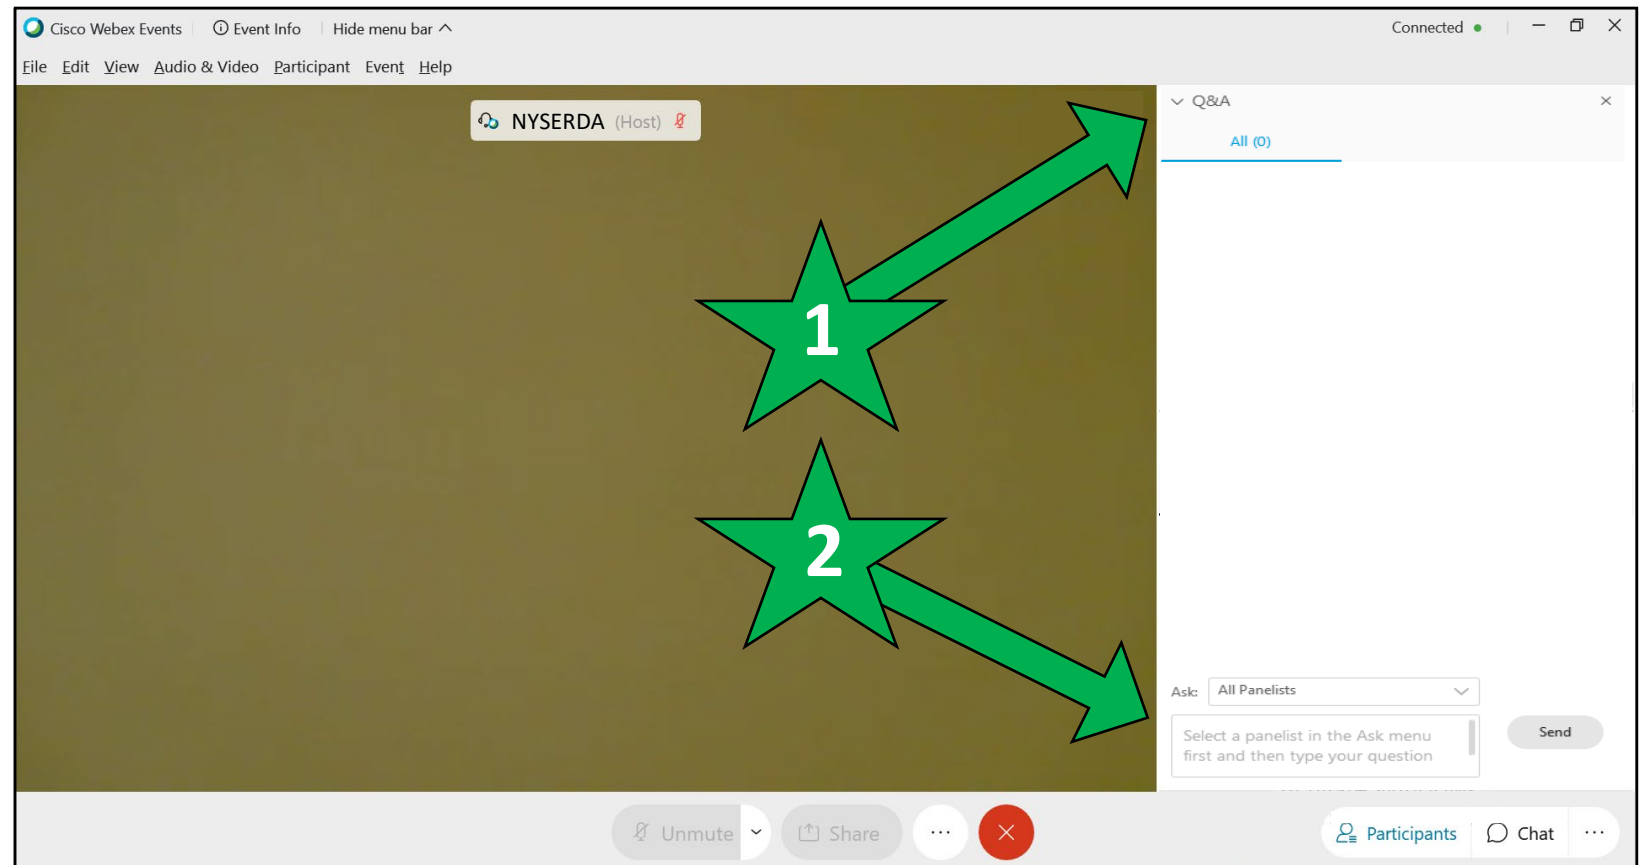 Cisco Webex Events Event Info Hide menu bar Connected
File Edit View Audio & Video Participant Event Help
NYSERDA (Host)
Q&A
All (0)
1
2
Ask: All Panelists
Select a panelist in the Ask menu
first and then type your question
Send
Unmute Share ... Participants Chat ...